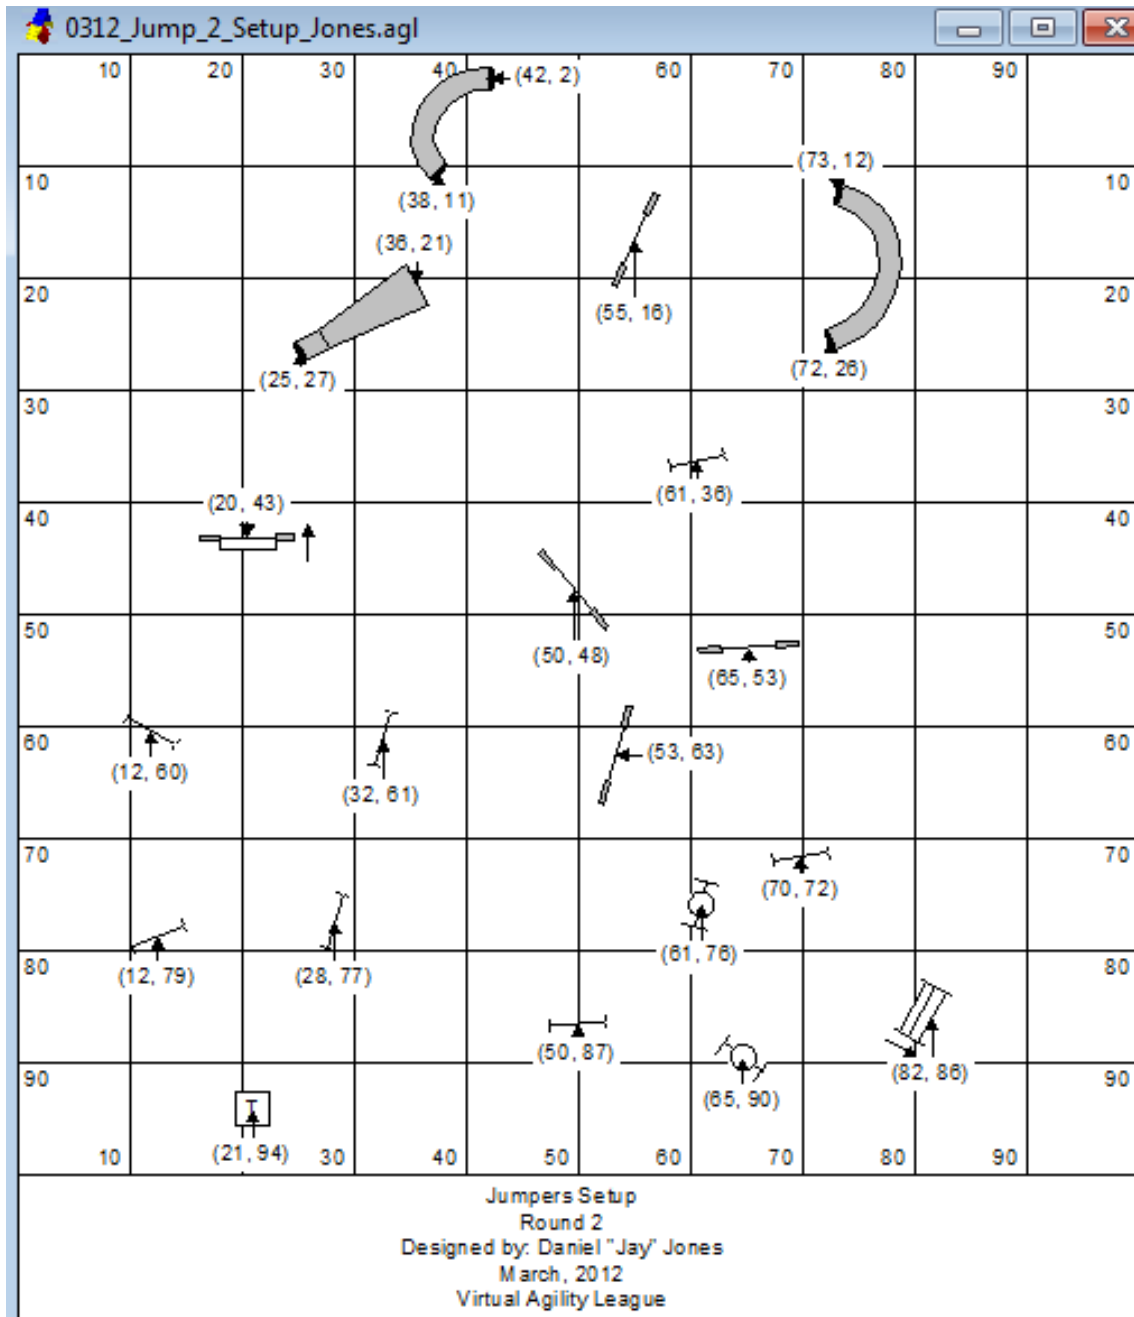 0312_Jump_2_Setup_Jones.agl
10 20 30 40 60 70 80 90
(42, 2)
(73, 12)
10 10
(38, 11)
(36, 21)
20 20
(55, 16)
(72, 26)
(25, 27)
30 30
(61, 36)
(20, 43)
40 40
50 50
(50, 48)
(65, 53)
60 60
(53, 63)
(12, 60)
(32, 61)
70 70
(70, 72)
(61, 76)
80 80
(12, 79) (28, 77)
(50, 87)
(82, 86)
90 90
(65, 90)
T
(21, 94)
10 30 40 50 60 70 80 90
Jumpers Setup
Round 2
Designed by: Daniel "Jay" Jones
March, 2012
Virtual Agility League